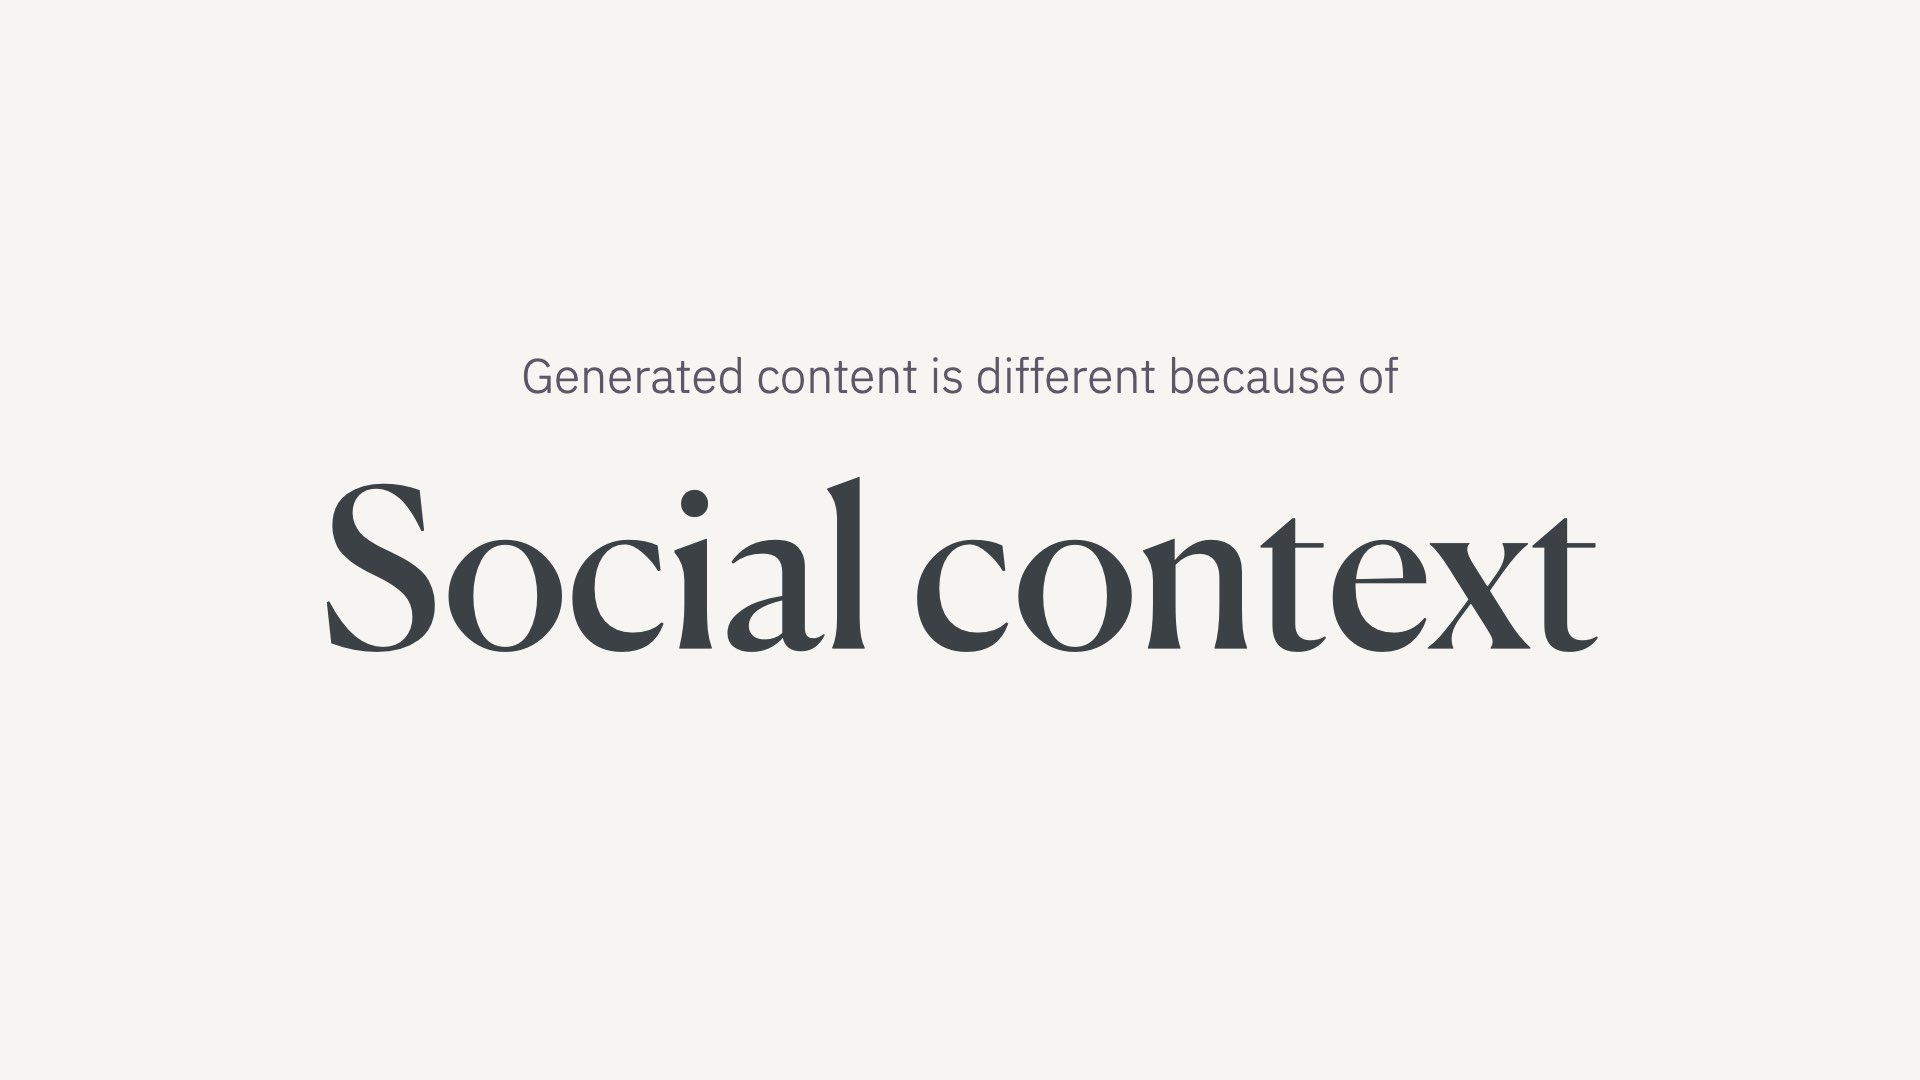 Generated content is different because of
Social context